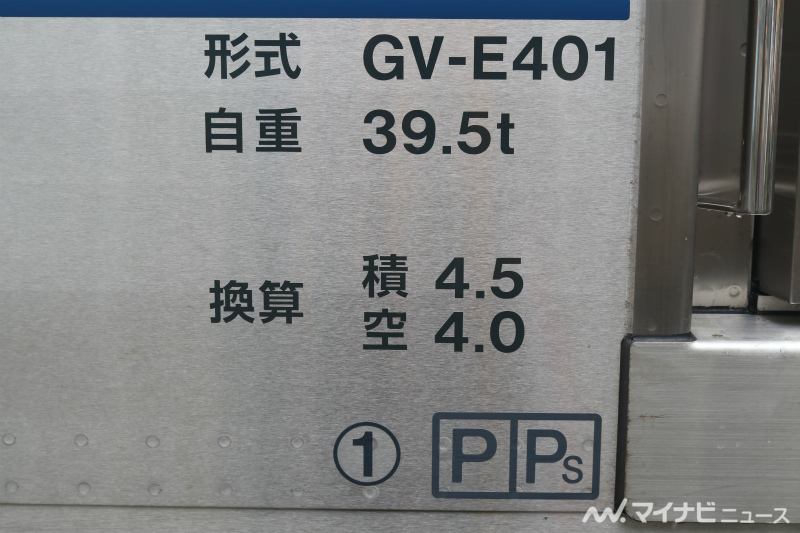 形式 GV-E401
自重 39.5t
換算 積 4.5
空 4.0
① P Ps
マイナビニュース